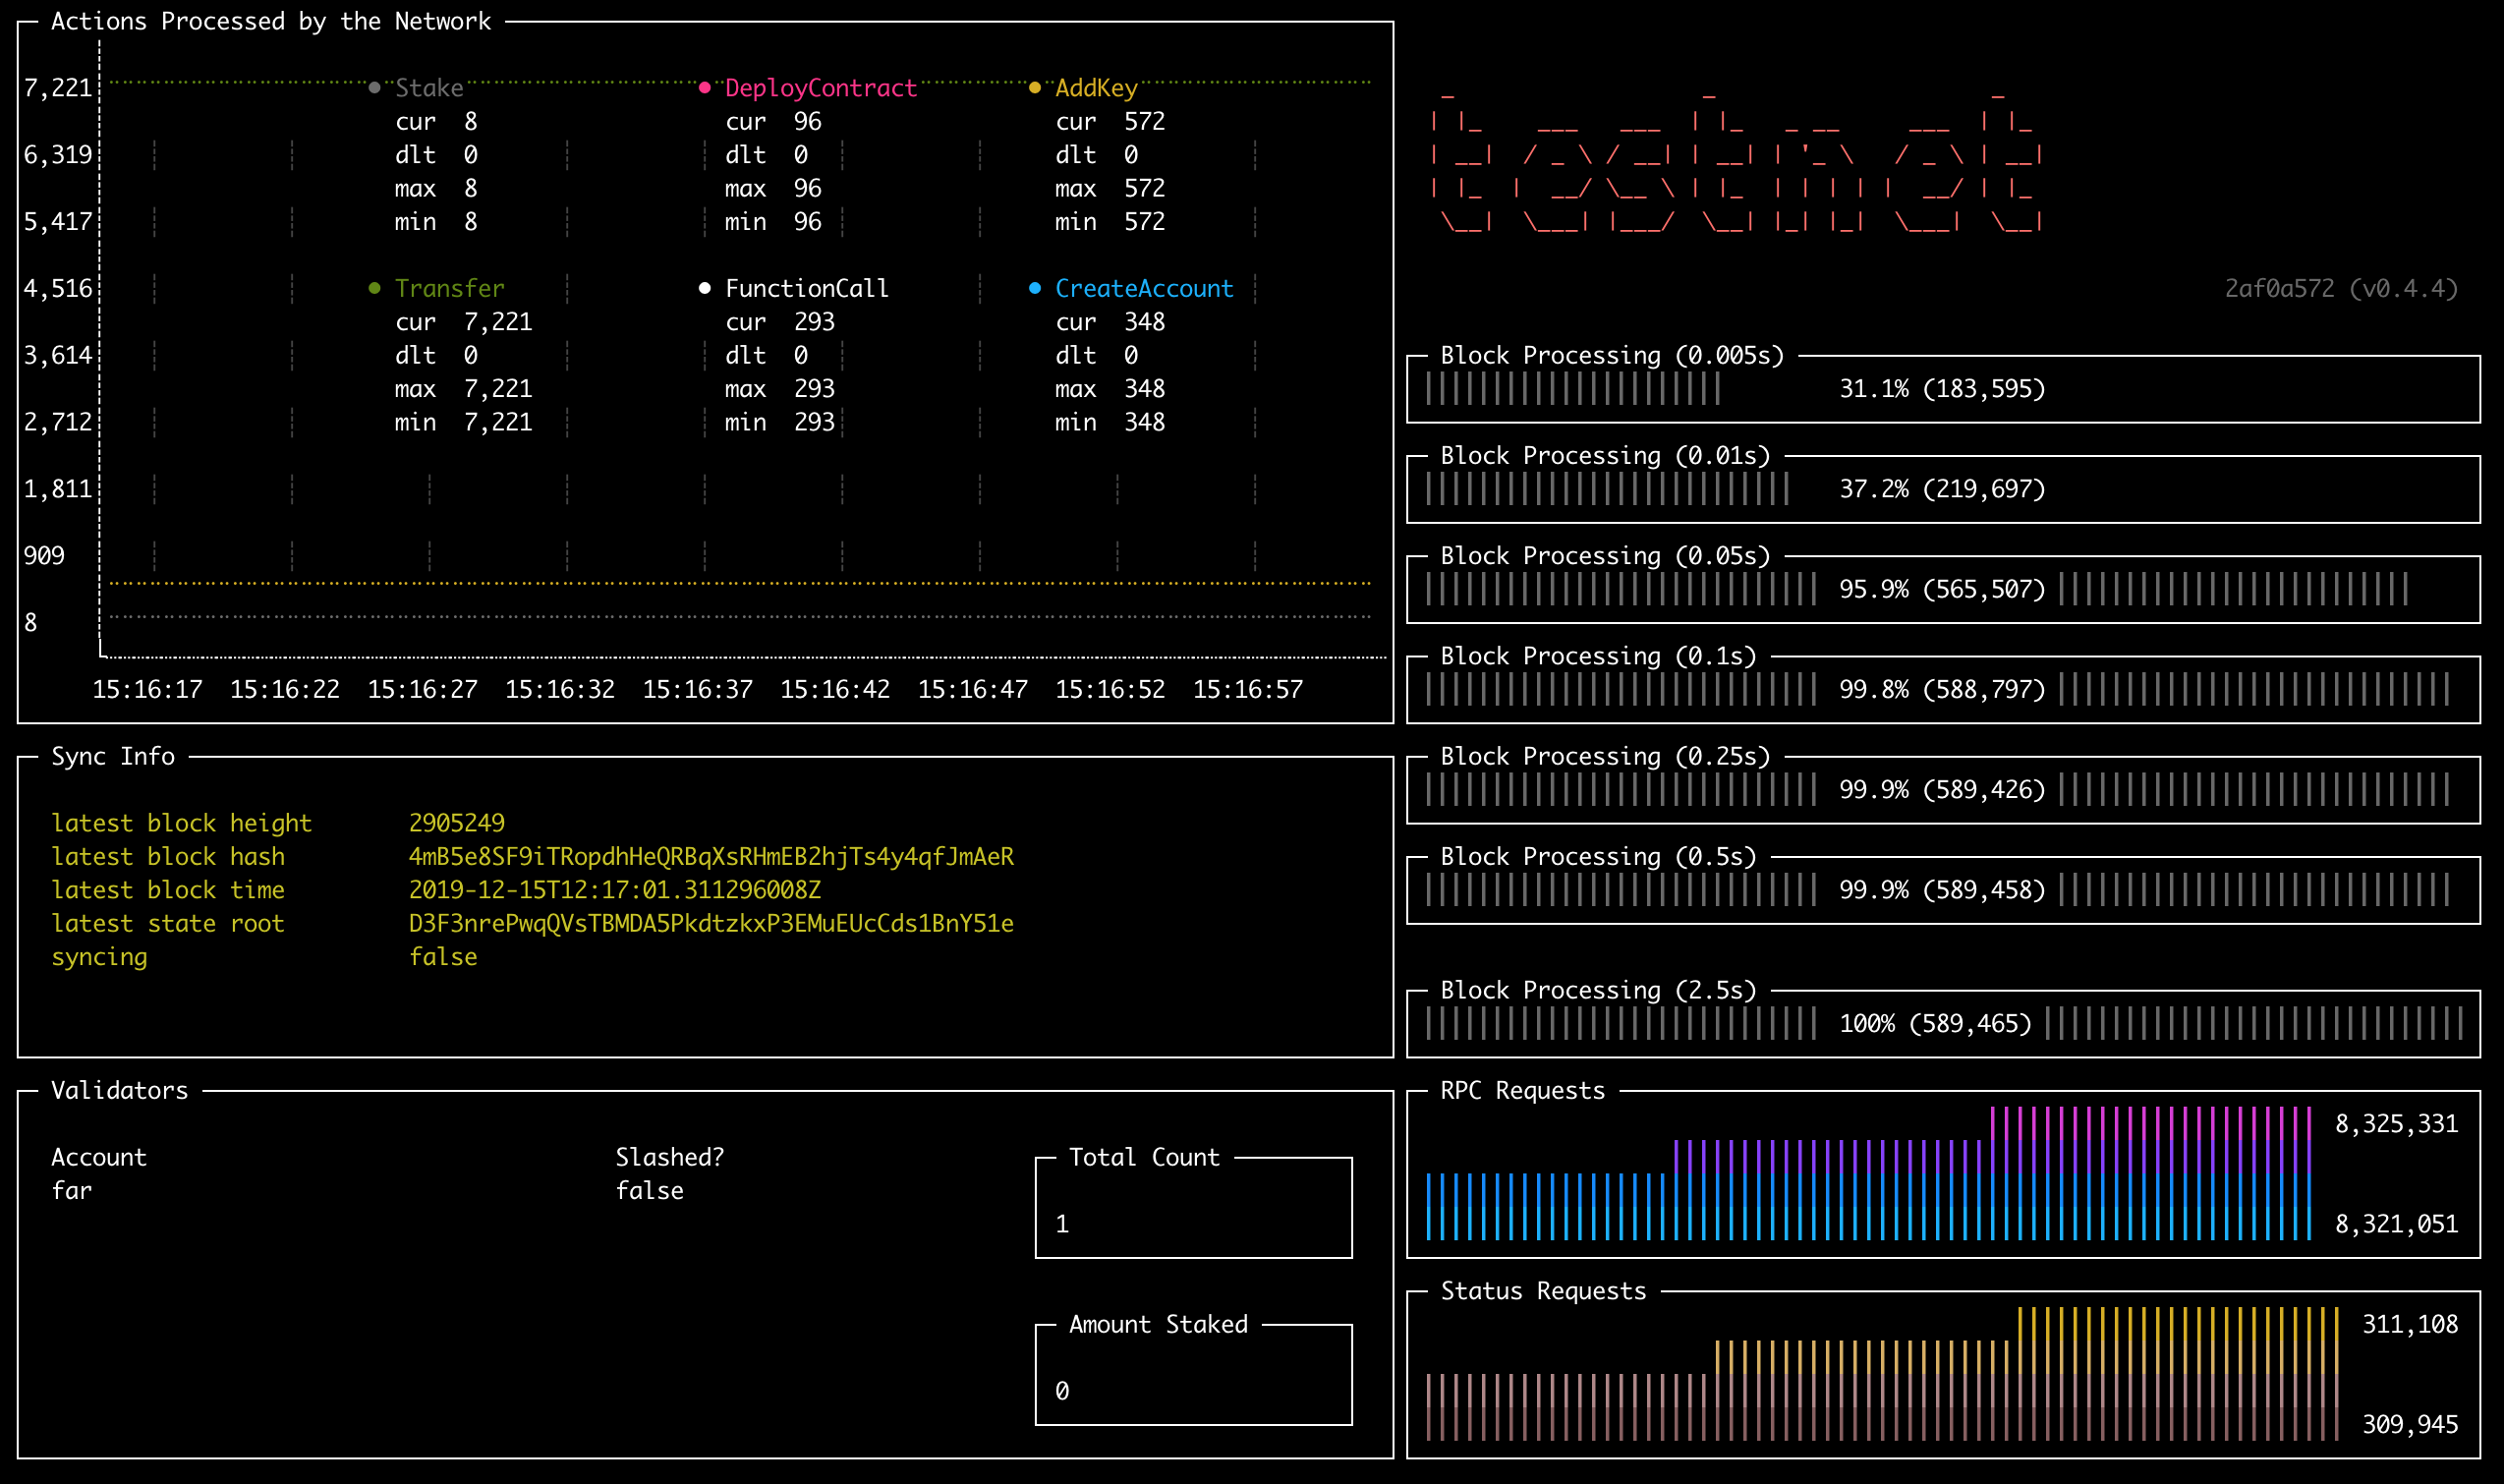 Actions Processed by the Network
7,221
6,319
5,417
4,516
3,614
2,712
1,811
909
8
Stake
cur 8
dlt 0
max 8
min 8
DeployContract
cur 96
dlt 0
max 96
min 96
AddKey
cur 572
dlt 0
max 572
min 572
Transfer
cur 7,221
dlt 0
max 7,221
min 7,221
FunctionCall
cur 293
dlt 0
max 293
min 293
CreateAccount
cur 348
dlt 0
max 348
min 348
15:16:17 15:16:22 15:16:27 15:16:32 15:16:37 15:16:42 15:16:47 15:16:52 15:16:57
testnet
2af0a572 (v0.4.4)
Block Processing (0.005s)
31.1% (183,595)
Block Processing (0.01s)
37.2% (219,697)
Block Processing (0.05s)
95.9% (565,507)
Block Processing (0.1s)
99.8% (588,797)
Block Processing (0.25s)
99.9% (589,426)
Block Processing (0.5s)
99.9% (589,458)
Block Processing (2.5s)
100% (589,465)
Sync Info
latest block height 2905249
latest block hash 4mB5e8SF9iTRopdhHeQRBqXsRHmEB2hjTs4y4qfJmAeR
latest block time 2019-12-15T12:17:01.311296008Z
latest state root D3F3nrePwqQVsTBMDA5PkdtzkxP3EMuEUcCds1BnY51e
syncing false
Validators
Account Slashed?
far false
Total Count
1
Amount Staked
0
RPC Requests
8,325,331
8,321,051
Status Requests
311,108
309,945